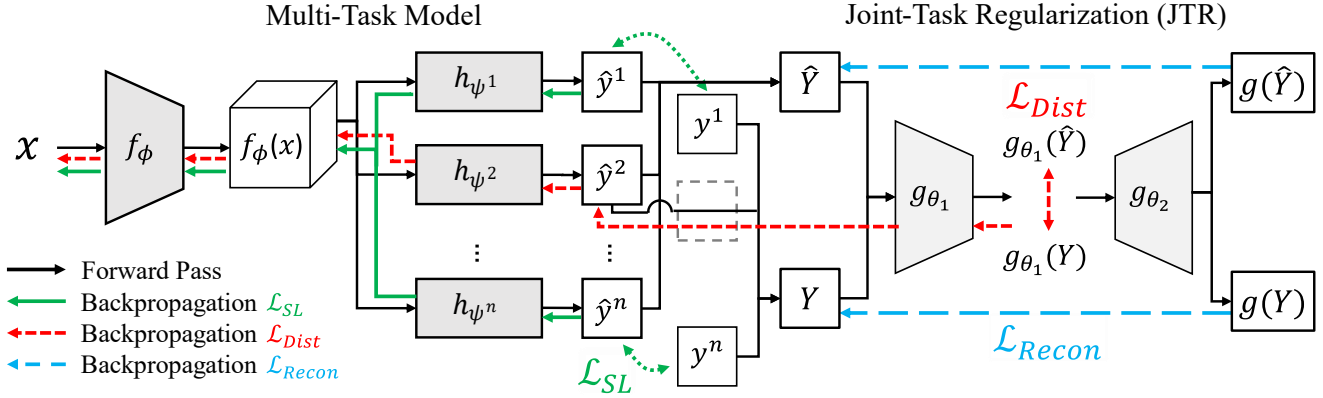 Multi-Task Model
Joint-Task Regularization (JTR)
x
f_ϕ
f_ϕ(x)
h_ψ¹
ŷ¹
y¹
h_ψ²
ŷ²
...
...
h_ψⁿ
ŷⁿ
yⁿ
ℒ_SL
Ŷ
Y
g_θ₁
ℒ_Dist
g_θ₁(Ŷ)
g_θ₁(Y)
g_θ₂
ℒ_Recon
g(Ŷ)
g(Y)
Forward Pass
Backpropagation ℒ_SL
Backpropagation ℒ_Dist
Backpropagation ℒ_Recon